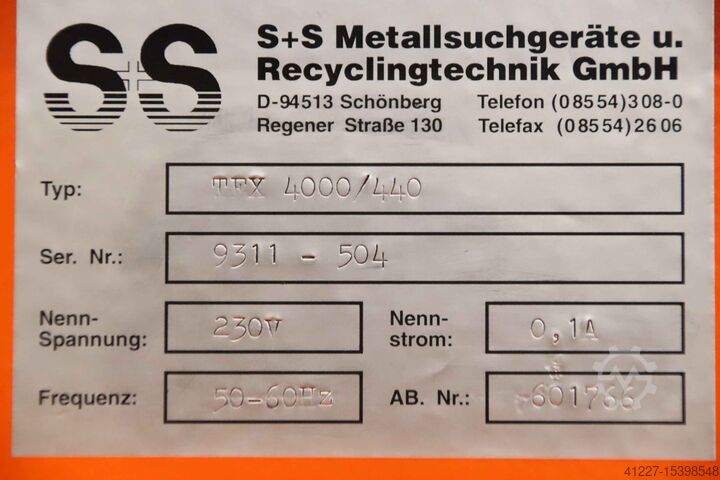 S+S
S+S Metallsuchgeräte u.
Recyclingtechnik GmbH
D-94513 Schönberg Telefon (08554)308-0
Regener Straße 130 Telefax (08554)2606
Typ: TFX 4000/440
Ser. Nr.: 9311 - 504
Nenn-Spannung: 230V Nenn-strom: 0,1A
Frequenz: 50-60Hz AB. Nr.: 601766
41227-15398548